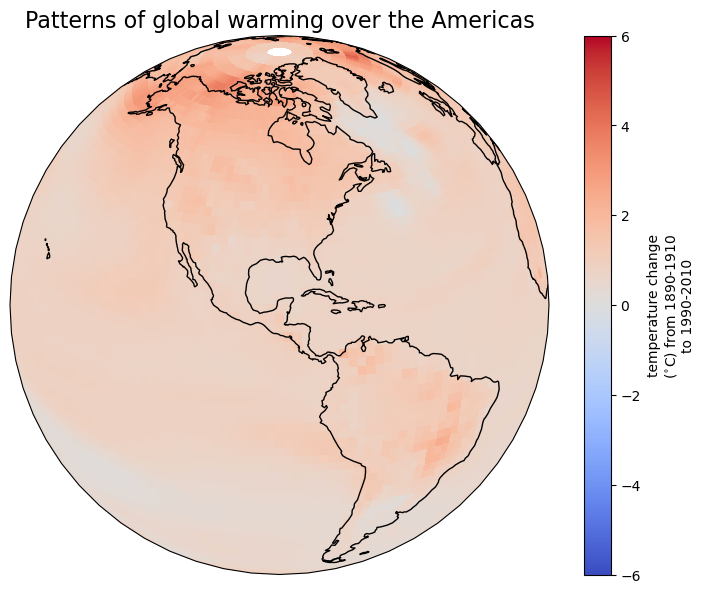 Patterns of global warming over the Americas
6
4
2
0
−2
−4
−6
temperature change
(°C) from 1890-1910
to 1990-2010